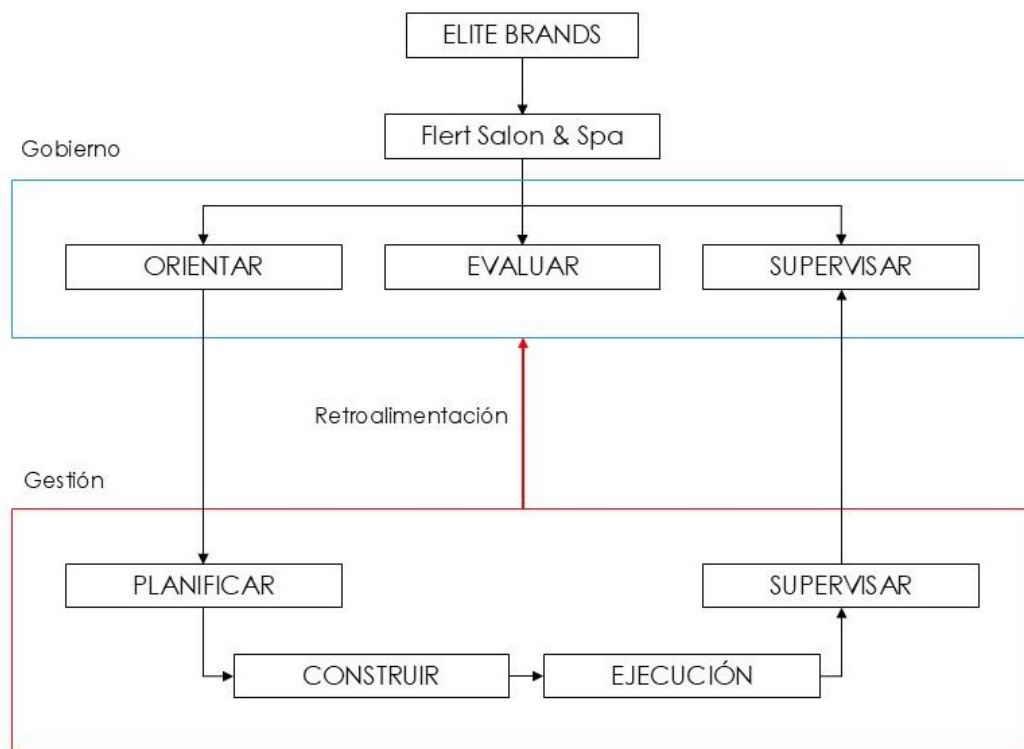 ELITE BRANDS
Flert Salon & Spa
Gobierno
ORIENTAR
EVALUAR
SUPERVISAR
Retroalimentación
Gestión
PLANIFICAR
SUPERVISAR
CONSTRUIR
EJECUCIÓN